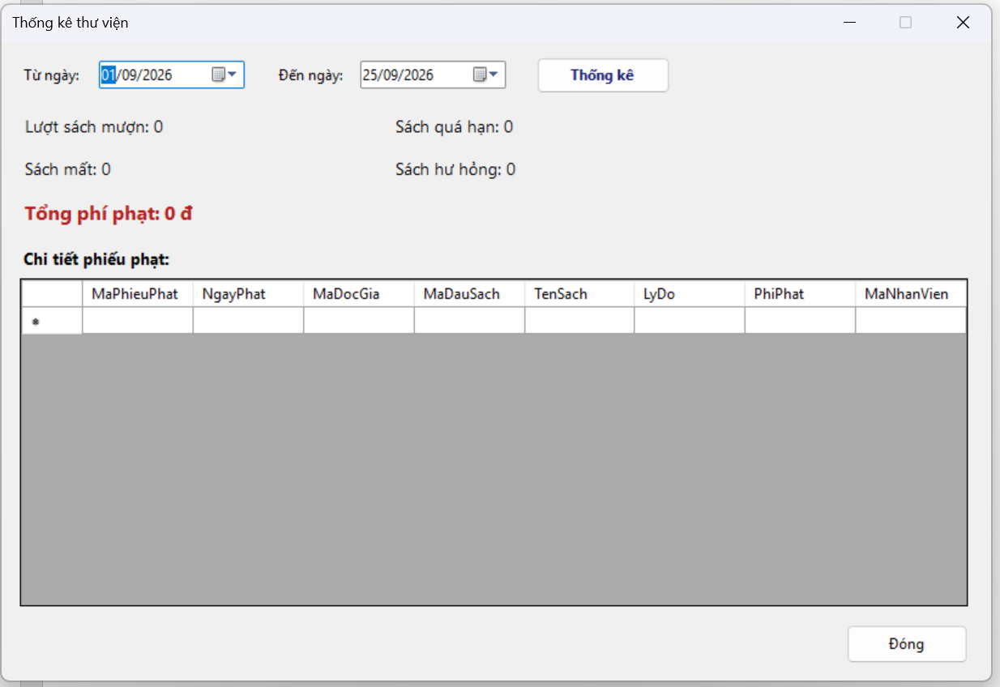 Thống kê thư viện
Từ ngày: 01/09/2026 Đến ngày: 25/09/2026 Thống kê
Lượt sách mượn: 0 Sách quá hạn: 0
Sách mất: 0 Sách hư hỏng: 0
Tổng phí phạt: 0 đ
Chi tiết phiếu phạt:
MaPhieuPhat NgayPhat MaDocGia MaDauSach TenSach LyDo PhiPhat MaNhanVien
Đóng